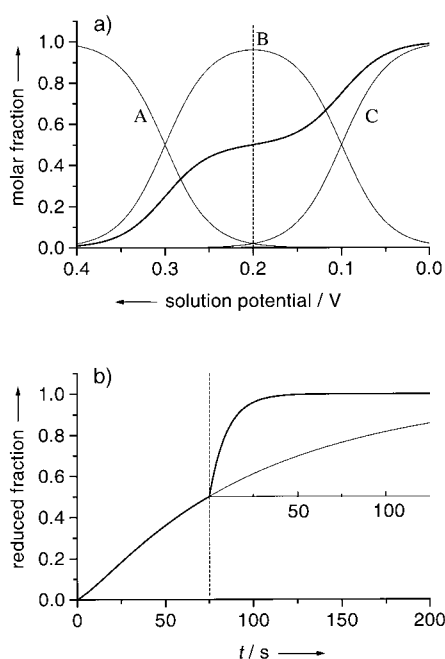 a)
molar fraction ⟶
1.0
0.8
0.6
0.4
0.2
0.0
A
B
C
0.4 0.3 0.2 0.1 0.0
⟵ solution potential / V
b)
reduced fraction ⟶
1.0
0.8
0.6
0.4
0.2
0.0
50 100
0 50 75 100 150 200
t / s ⟶